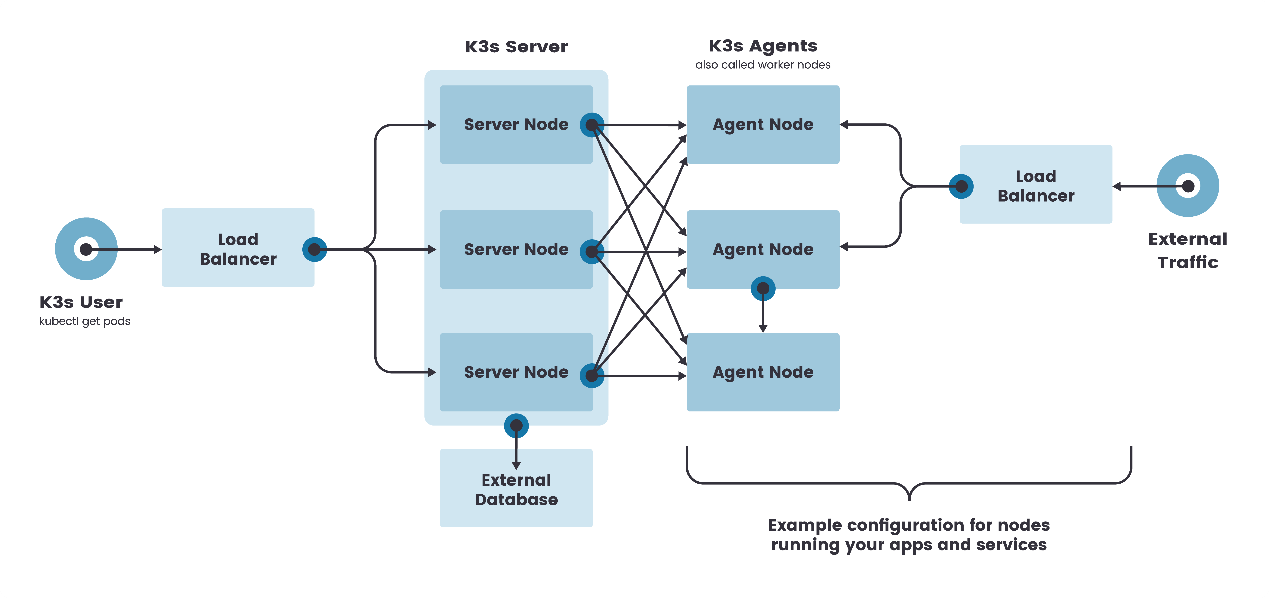 K3s Server
K3s Agents
also called worker nodes
Server Node
Agent Node
Load
Balancer
Server Node
Agent Node
Load
Balancer
External
Traffic
K3s User
kubectl get pods
Server Node
Agent Node
External
Database
Example configuration for nodes
running your apps and services